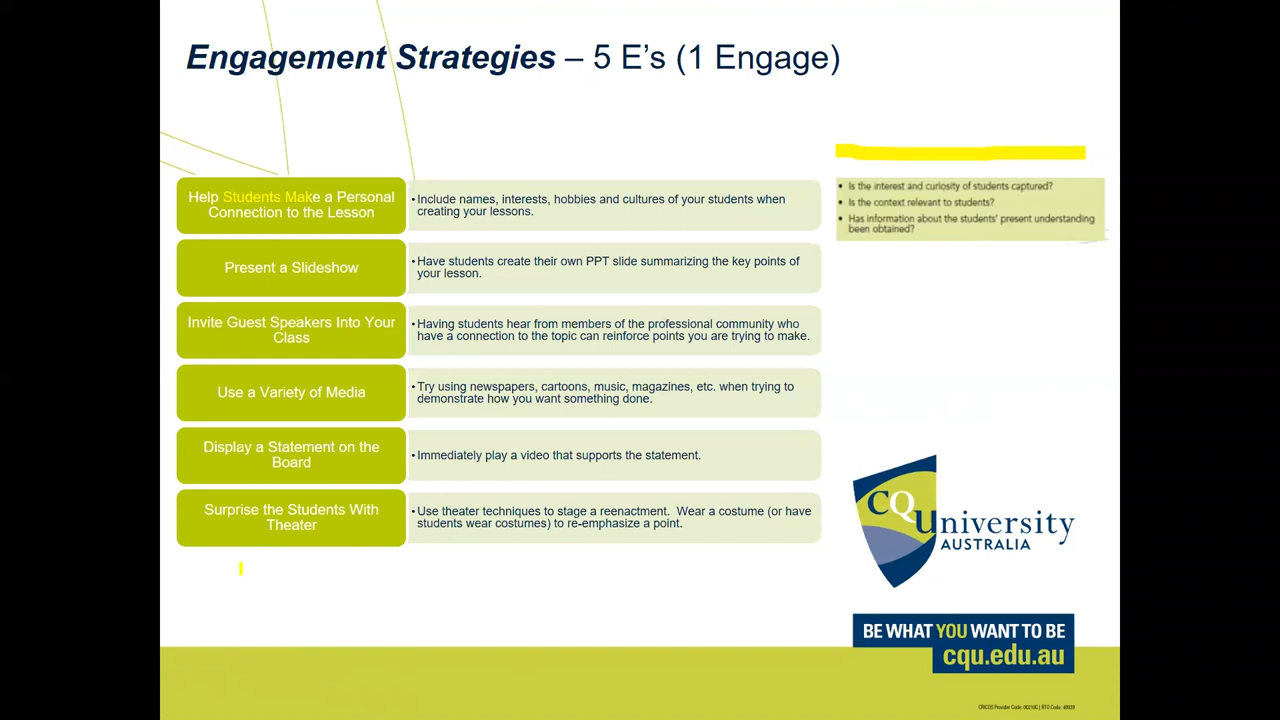 Engagement Strategies – 5 E's (1 Engage)
Help Students Make a Personal
Connection to the Lesson
• Include names, interests, hobbies and cultures of your students when
creating your lessons.
Present a Slideshow
• Have students create their own PPT slide summarizing the key points of
your lesson.
Invite Guest Speakers Into Your
Class
• Having students hear from members of the professional community who
have a connection to the topic can reinforce points you are trying to make.
Use a Variety of Media
• Try using newspapers, cartoons, music, magazines, etc. when trying to
demonstrate how you want something done.
Display a Statement on the
Board
• Immediately play a video that supports the statement.
Surprise the Students With
Theater
• Use theater techniques to stage a reenactment. Wear a costume (or have
students wear costumes) to re-emphasize a point.
• Is the interest and curiosity of students captured?
• Is the context relevant to students?
• Has information about the students' present understanding
been obtained?
CQUniversity
AUSTRALIA
BE WHAT YOU WANT TO BE
cqu.edu.au
CRICOS Provider Code: 00219C | RTO Code: 40939